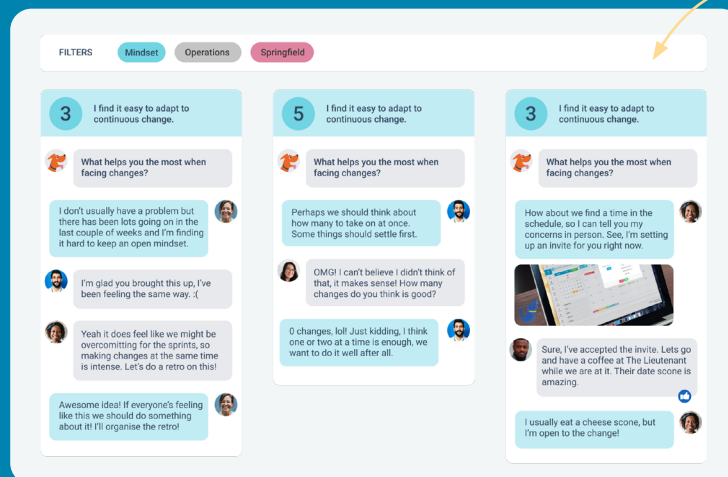 FILTERS
Mindset
Operations
Springfield
3
I find it easy to adapt to
continuous change.
What helps you the most when
facing changes?
I don't usually have a problem but
there has been lots going on in the
last couple of weeks and I'm finding
it hard to keep an open mindset.
I'm glad you brought this up, I've
been feeling the same way. :(
Yeah it does feel like we might be
overcomitting for the sprints, so
making changes at the same time
is intense. Let's do a retro on this!
Awesome idea! If everyone's feeling
like this we should do something
about it! I'll organise the retro!
5
I find it easy to adapt to
continuous change.
What helps you the most when
facing changes?
Perhaps we should think about
how many to take on at once.
Some things should settle first.
OMG! I can't believe I didn't think of
that, it makes sense! How many
changes do you think is good?
0 changes, lol! Just kidding, I think
one or two at a time is enough, we
want to do it well after all.
3
I find it easy to adapt to
continuous change.
What helps you the most when
facing changes?
How about we find a time in the
schedule, so I can tell you my
concerns in person. See, I'm setting
up an invite for you right now.
Sure, I've accepted the invite. Lets go
and have a coffee at The Lieutenant
while we are at it. Their date scone is
amazing.
I usually eat a cheese scone, but
I'm open to the change!